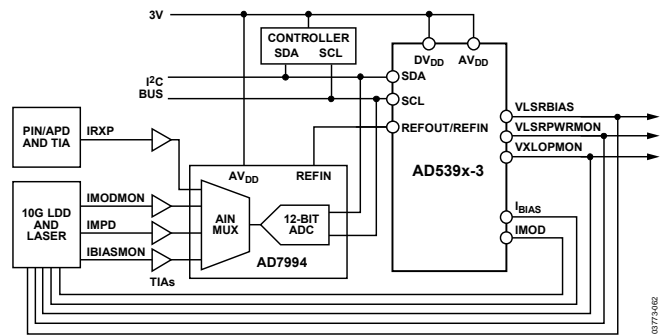 3V
CONTROLLER
SDA SCL
DVDD AVDD
I2C
BUS
SDA
SCL
REFOUT/REFIN
AD539x-3
VLSRBIAS
VLSRPWRMON
VXLOPMON
IBIAS
IMOD
PIN/APD
AND TIA
IRXP
AVDD REFIN
10G LDD
AND
LASER
IMODMON
IMPD
IBIASMON
TIAs
AIN
MUX
12-BIT
ADC
AD7994
03773-062